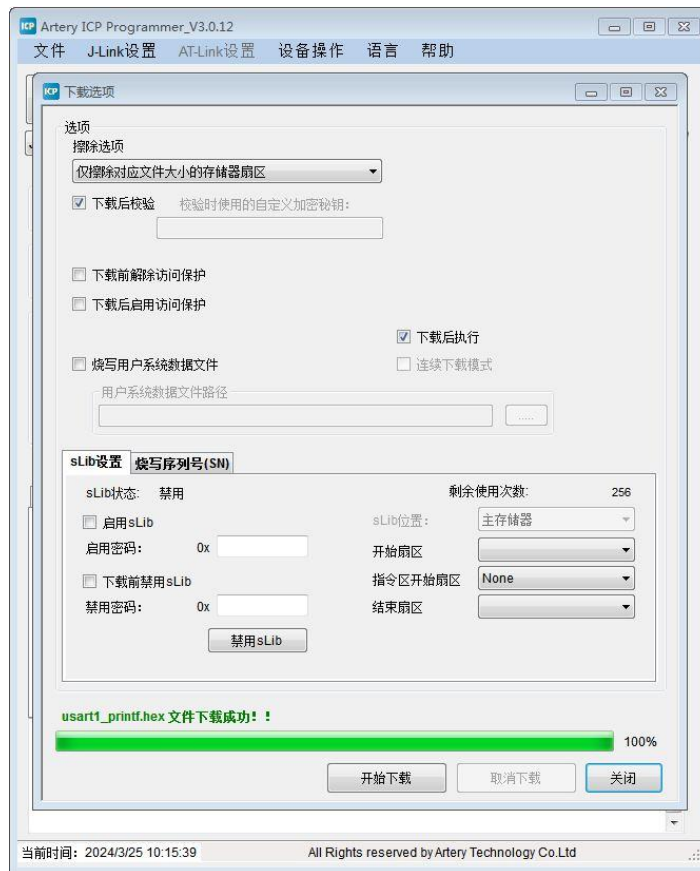 ICP Artery ICP Programmer_V3.0.12
文件 J-Link设置 AT-Link设置 设备操作 语言 帮助
ICP 下载选项
选项
擦除选项
仅擦除对应文件大小的存储器扇区
下载后校验 校验时使用的自定义加密秘钥:
下载前解除访问保护
下载后启用访问保护
下载后执行
烧写用户系统数据文件 连续下载模式
用户系统数据文件路径
.....
sLib设置 烧写序列号(SN)
sLib状态: 禁用 剩余使用次数: 256
启用sLib sLib位置: 主存储器
启用密码: 0x 开始扇区
下载前禁用sLib 指令区开始扇区 None
禁用密码: 0x 结束扇区
禁用sLib
usart1_printf.hex 文件下载成功!!
100%
开始下载 取消下载 关闭
当前时间: 2024/3/25 10:15:39 All Rights reserved by Artery Technology Co.Ltd